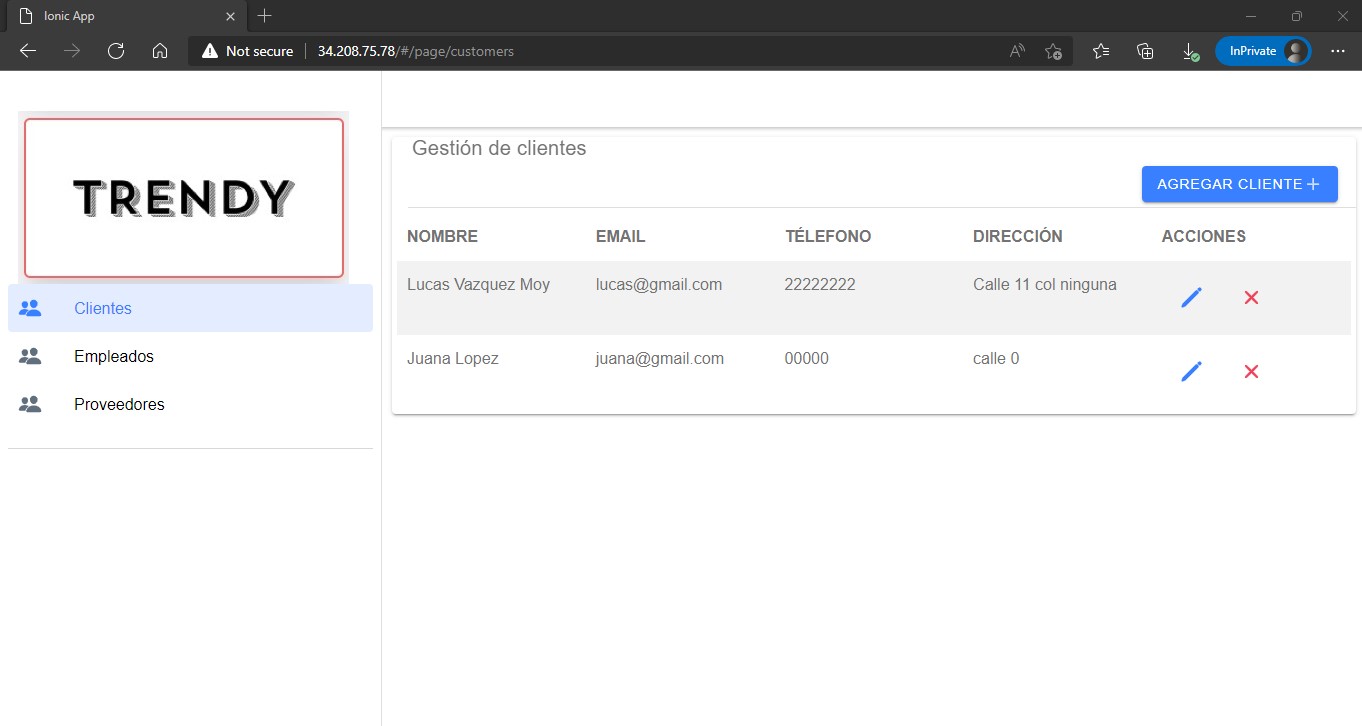 Ionic App
Not secure 34.208.75.78/#/page/customers
InPrivate
TRENDY
Clientes
Empleados
Proveedores
Gestión de clientes
AGREGAR CLIENTE
NOMBRE EMAIL TÉLEFONO DIRECCIÓN ACCIONES
Lucas Vazquez Moy lucas@gmail.com 22222222 Calle 11 col ninguna
Juana Lopez juana@gmail.com 00000 calle 0